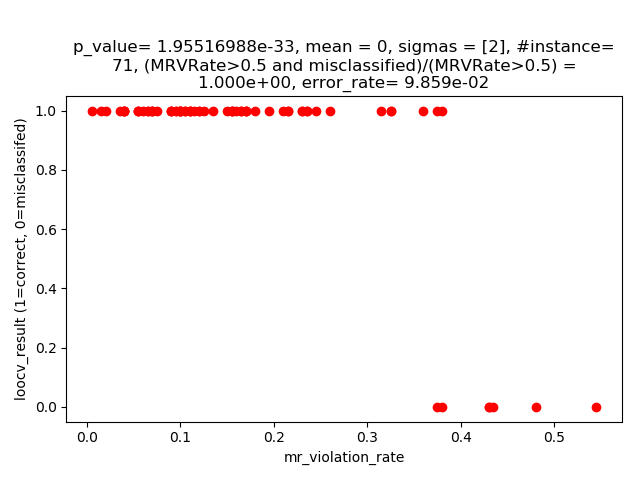 p_value= 1.95516988e-33, mean = 0, sigmas = [2], #instance=
71, (MRVRate>0.5 and misclassified)/(MRVRate>0.5) =
1.000e+00, error_rate= 9.859e-02
loocv_result (1=correct, 0=misclassifed)
1.0
0.8
0.6
0.4
0.2
0.0
0.0 0.1 0.2 0.3 0.4 0.5
mr_violation_rate